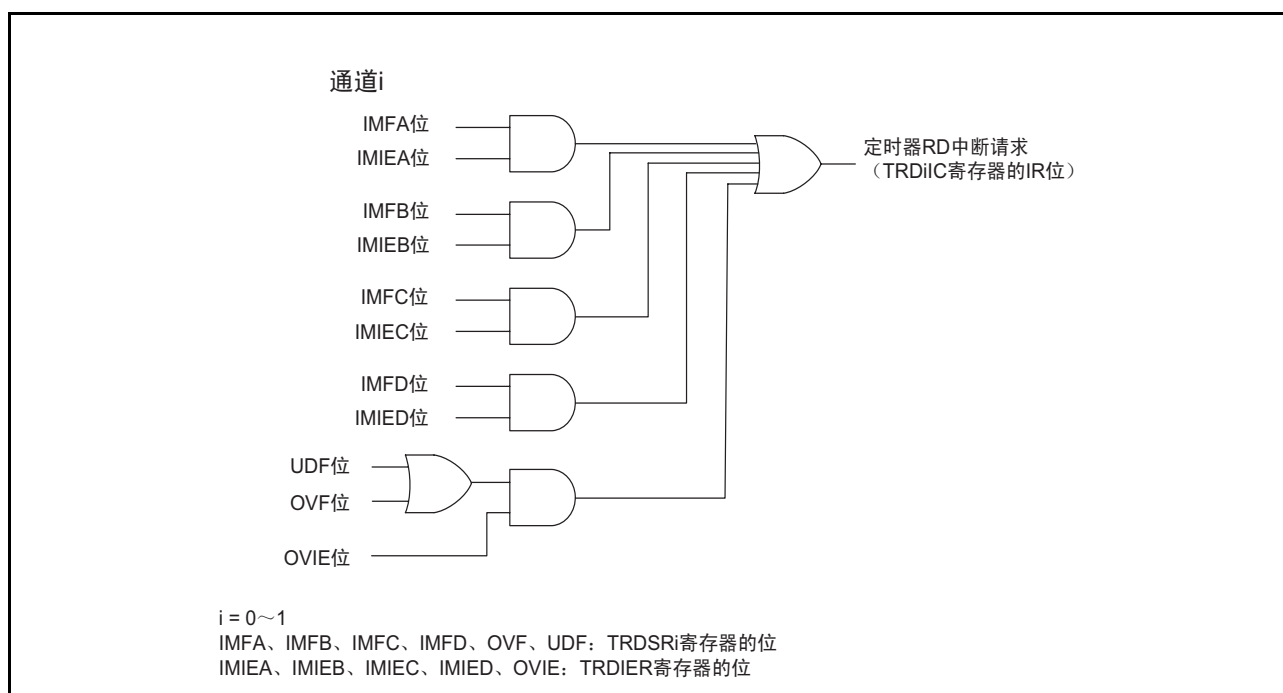 通道i
IMFA位
IMIEA位
定时器RD中断请求
（TRDiIC寄存器的IR位）
IMFB位
IMIEB位
IMFC位
IMIEC位
IMFD位
IMIED位
UDF位
OVF位
OVIE位
i = 0～1
IMFA、IMFB、IMFC、IMFD、OVF、UDF：TRDSRi寄存器的位
IMIEA、IMIEB、IMIEC、IMIED、OVIE：TRDIER寄存器的位